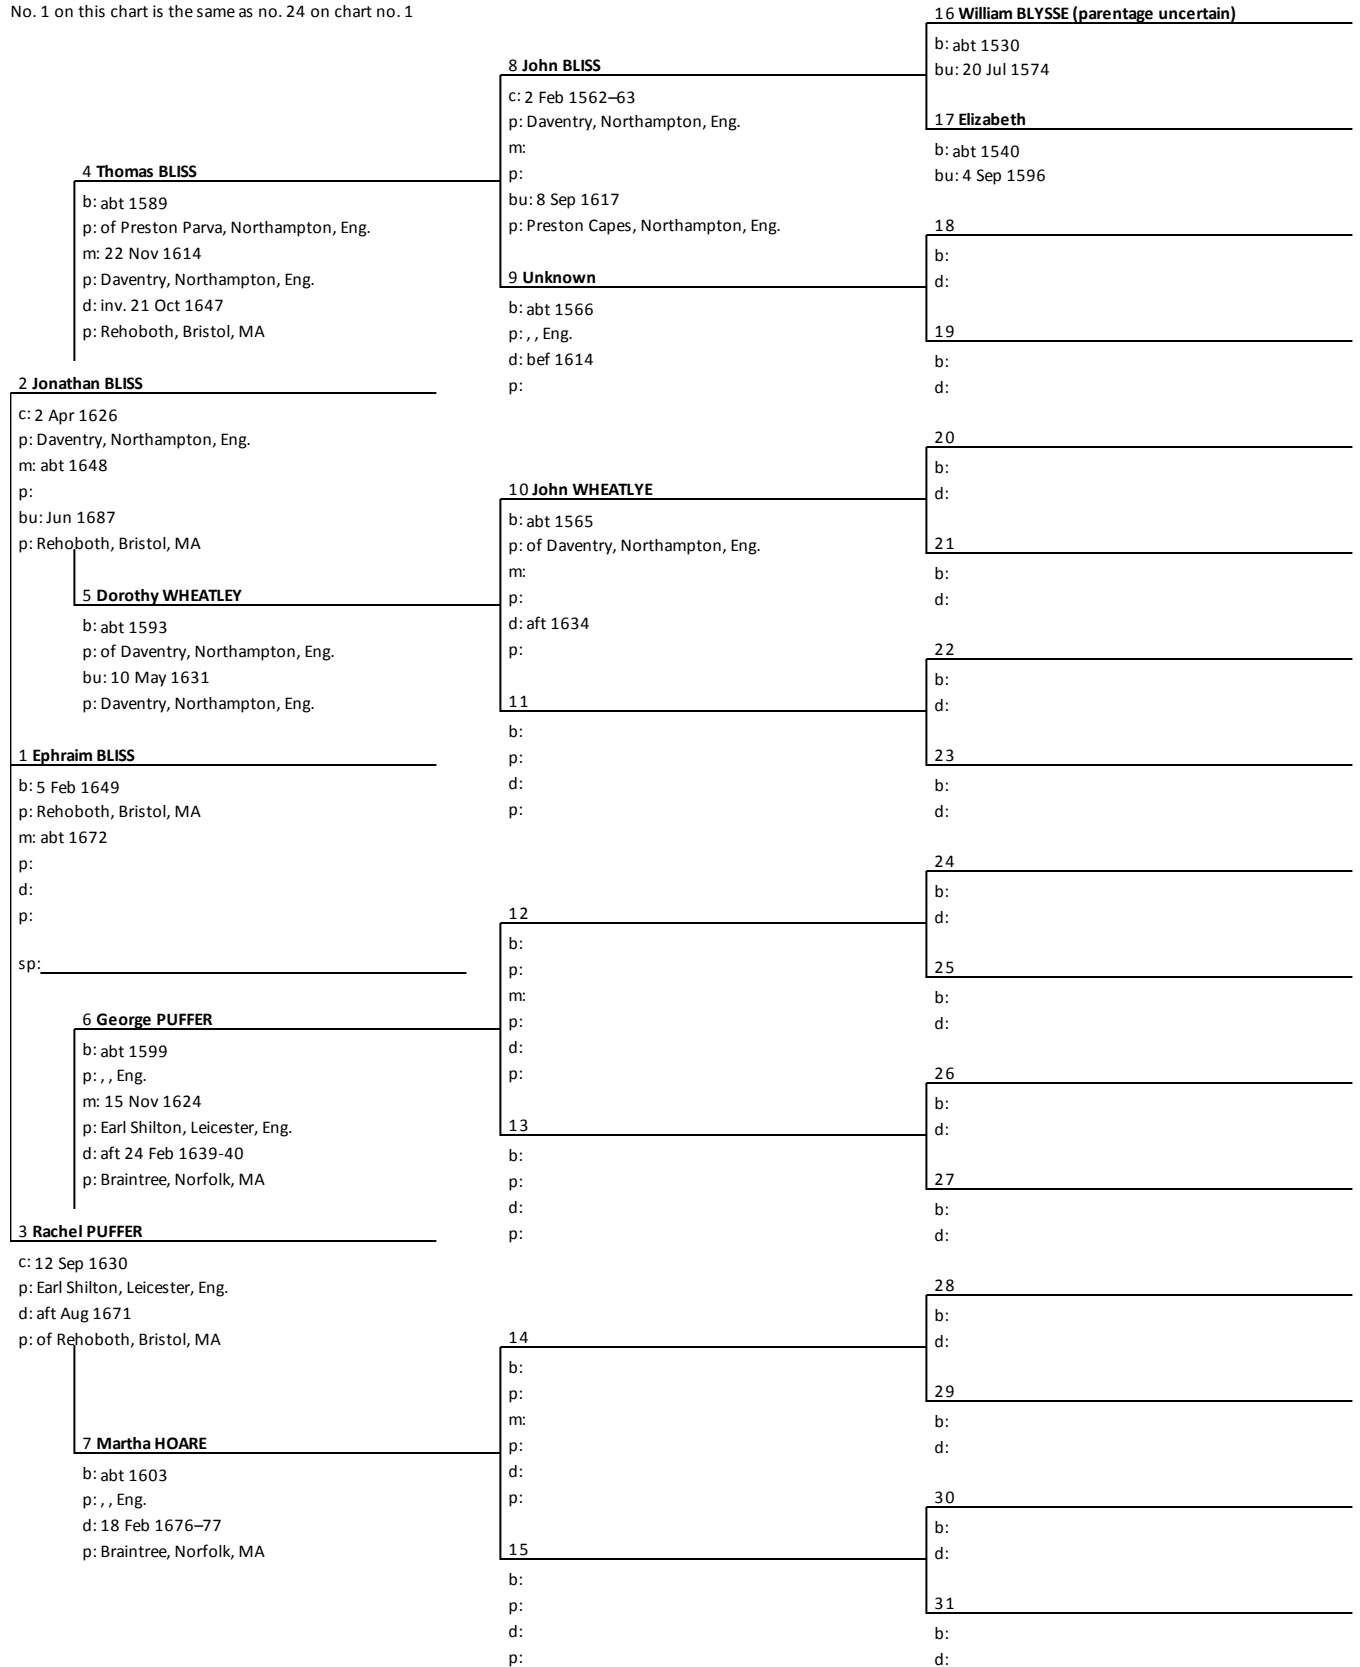 No. 1 on this chart is the same as no. 24 on chart no. 1
16 William BLYSSE (parentage uncertain)
b: abt 1530
bu: 20 Jul 1574
8 John BLISS
c: 2 Feb 1562–63
p: Daventry, Northampton, Eng.
m:
p:
bu: 8 Sep 1617
p: Preston Capes, Northampton, Eng.
17 Elizabeth
b: abt 1540
bu: 4 Sep 1596
4 Thomas BLISS
b: abt 1589
p: of Preston Parva, Northampton, Eng.
m: 22 Nov 1614
p: Daventry, Northampton, Eng.
d: inv. 21 Oct 1647
p: Rehoboth, Bristol, MA
18
b:
d:
9 Unknown
b: abt 1566
p: , , Eng.
d: bef 1614
p:
19
b:
d:
2 Jonathan BLISS
c: 2 Apr 1626
p: Daventry, Northampton, Eng.
m: abt 1648
p:
bu: Jun 1687
p: Rehoboth, Bristol, MA
20
b:
d:
10 John WHEATLYE
b: abt 1565
p: of Daventry, Northampton, Eng.
m:
p:
d: aft 1634
p:
21
b:
d:
5 Dorothy WHEATLEY
b: abt 1593
p: of Daventry, Northampton, Eng.
bu: 10 May 1631
p: Daventry, Northampton, Eng.
22
b:
d:
11
b:
p:
d:
p:
23
b:
d:
1 Ephraim BLISS
b: 5 Feb 1649
p: Rehoboth, Bristol, MA
m: abt 1672
p:
d:
p:
sp:
24
b:
d:
12
b:
p:
m:
p:
d:
p:
25
b:
d:
6 George PUFFER
b: abt 1599
p: , , Eng.
m: 15 Nov 1624
p: Earl Shilton, Leicester, Eng.
d: aft 24 Feb 1639-40
p: Braintree, Norfolk, MA
26
b:
d:
13
b:
p:
d:
p:
27
b:
d:
3 Rachel PUFFER
c: 12 Sep 1630
p: Earl Shilton, Leicester, Eng.
d: aft Aug 1671
p: of Rehoboth, Bristol, MA
28
b:
d:
14
b:
p:
m:
p:
d:
p:
29
b:
d:
7 Martha HOARE
b: abt 1603
p: , , Eng.
d: 18 Feb 1676–77
p: Braintree, Norfolk, MA
30
b:
d:
15
b:
p:
d:
p:
31
b:
d: